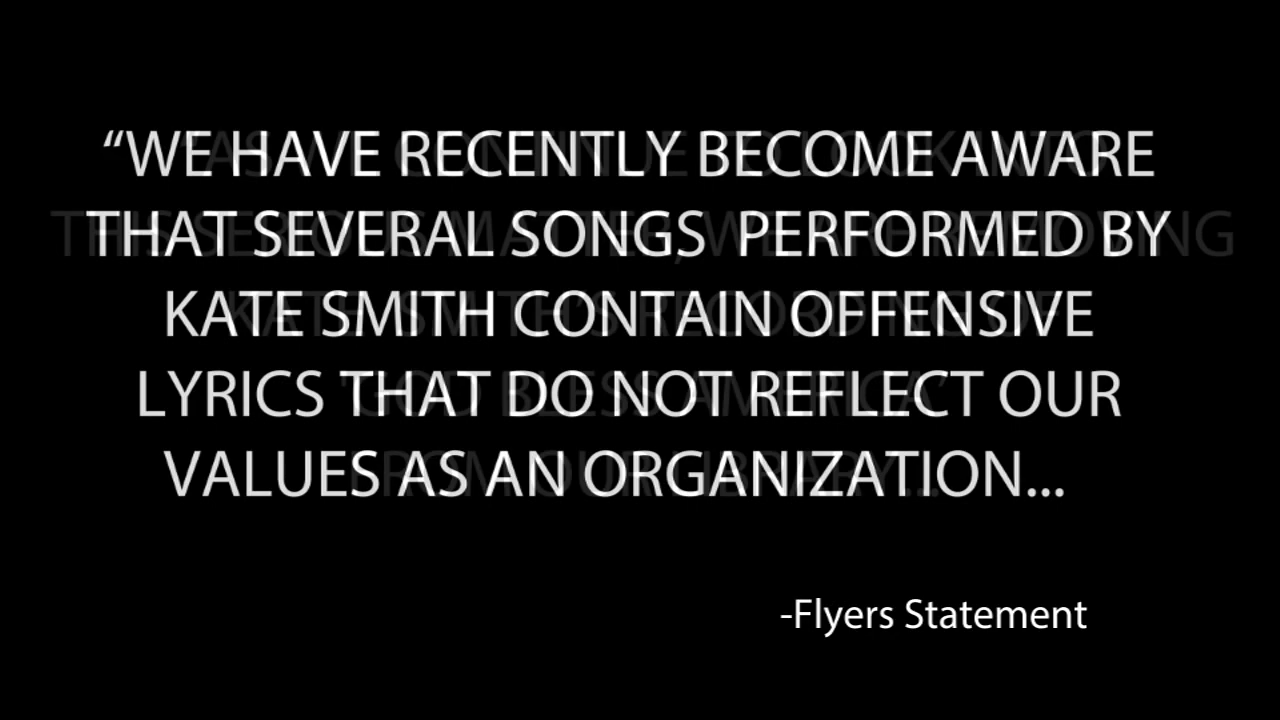 “WE HAVE RECENTLY BECOME AWARE
THAT SEVERAL SONGS PERFORMED BY
KATE SMITH CONTAIN OFFENSIVE
LYRICS THAT DO NOT REFLECT OUR
VALUES AS AN ORGANIZATION...
-Flyers Statement